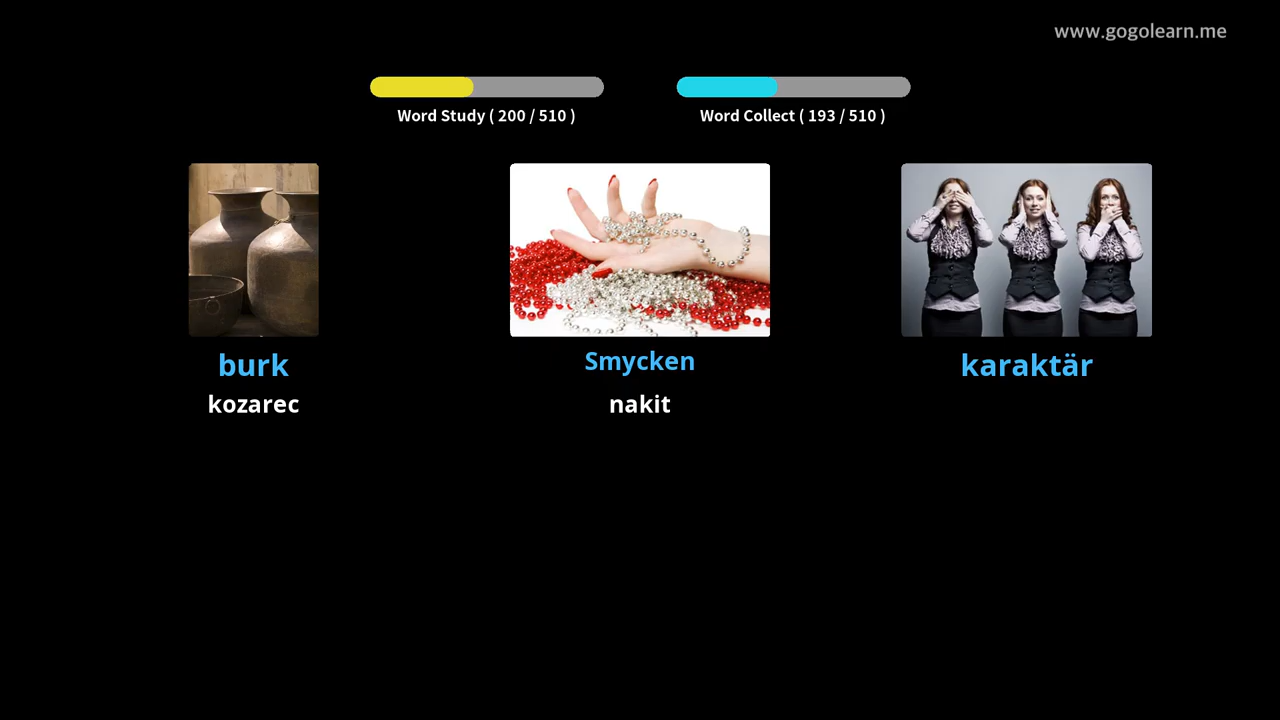 www.gogolearn.me
Word Study ( 200 / 510 )
Word Collect ( 193 / 510 )
burk
Smycken
karaktär
kozarec
nakit